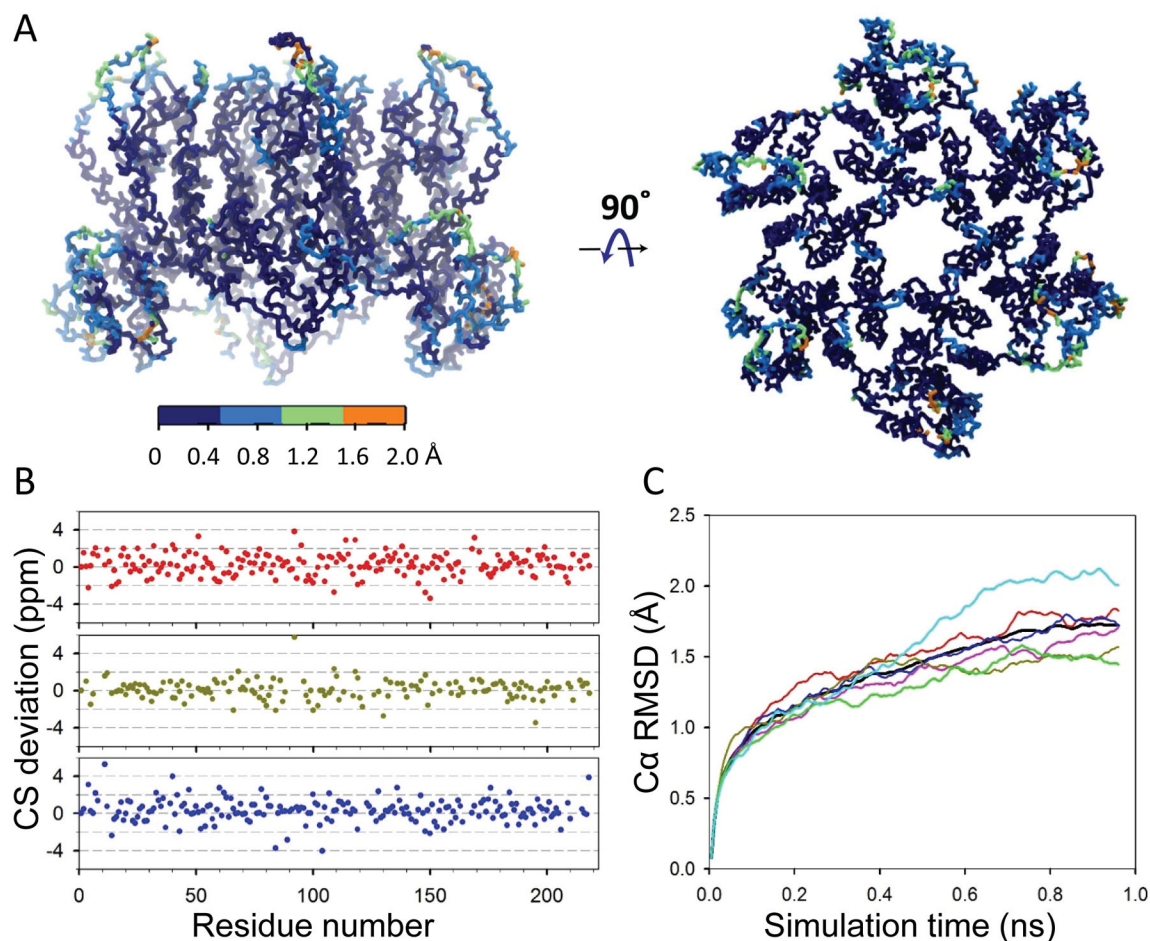 A
90°
0 0.4 0.8 1.2 1.6 2.0 Å
B
C
CS deviation (ppm)
4
0
-4
4
0
-4
4
0
-4
0 50 100 150 200
Residue number
Cα RMSD (Å)
2.5
2.0
1.5
1.0
0.5
0.0
0.0 0.2 0.4 0.6 0.8 1.0
Simulation time (ns)